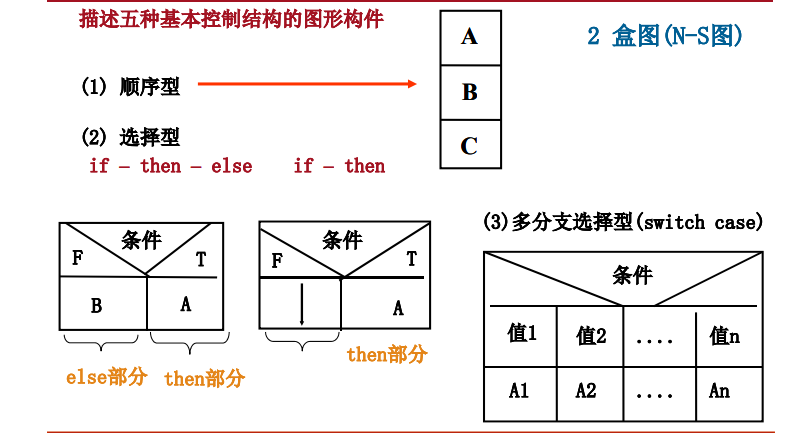 描述五种基本控制结构的图形构件
2 盒图(N-S图)
(1) 顺序型
A
B
C
(2) 选择型
if – then – else if – then
条件
F T
B A
else部分 then部分
条件
F T
A
then部分
(3)多分支选择型(switch case)
条件
值1 值2 .... 值n
A1 A2 .... An